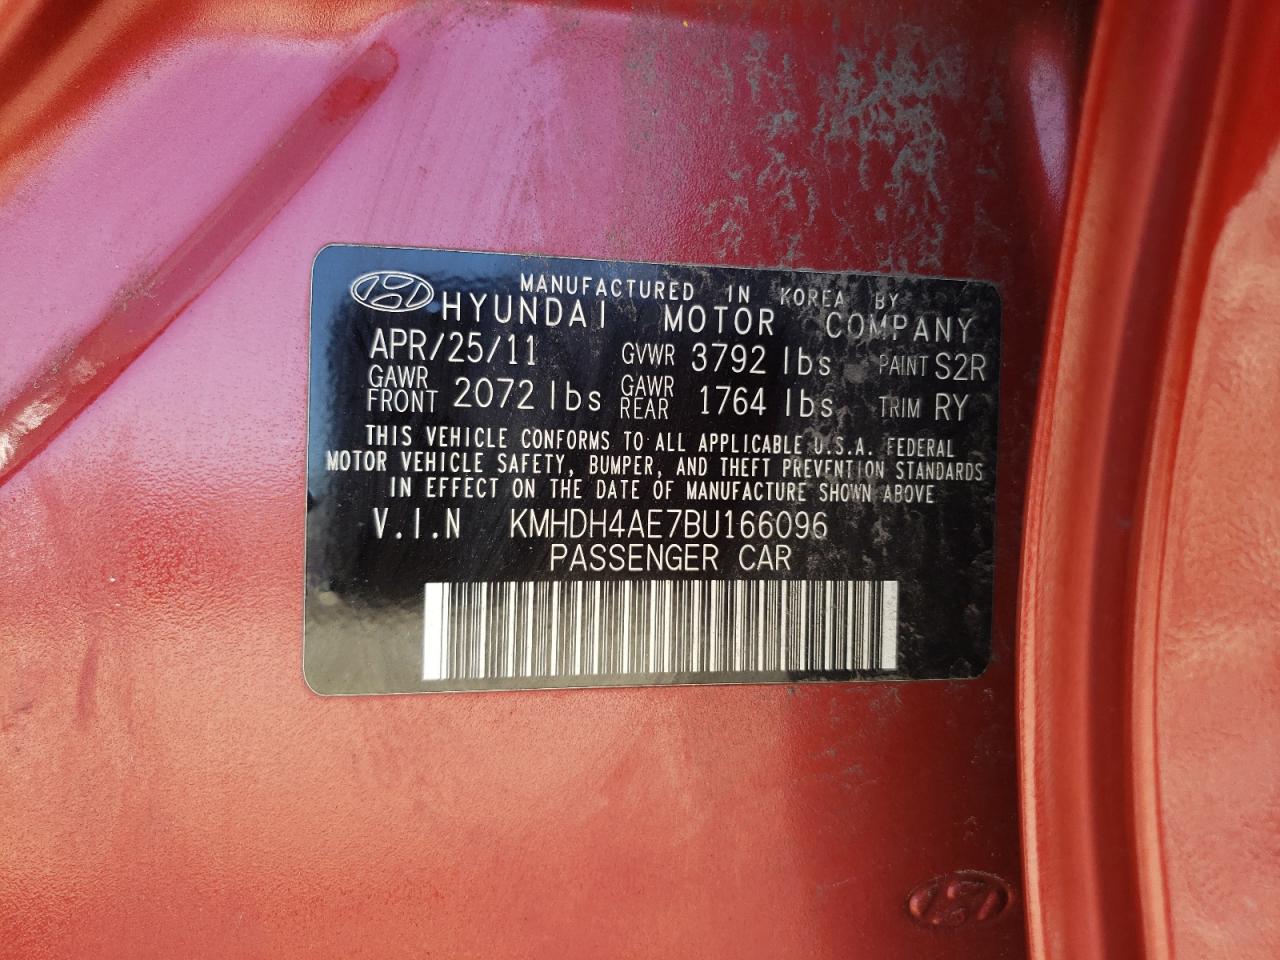 MANUFACTURED IN KOREA BY
HYUNDAI MOTOR COMPANY
APR/25/11 GVWR 3792 lbs PAINT S2R
GAWR FRONT 2072 lbs GAWR REAR 1764 lbs TRIM RY
THIS VEHICLE CONFORMS TO ALL APPLICABLE U.S.A. FEDERAL
MOTOR VEHICLE SAFETY, BUMPER, AND THEFT PREVENTION STANDARDS
IN EFFECT ON THE DATE OF MANUFACTURE SHOWN ABOVE
V.I.N KMHDH4AE7BU166096
PASSENGER CAR